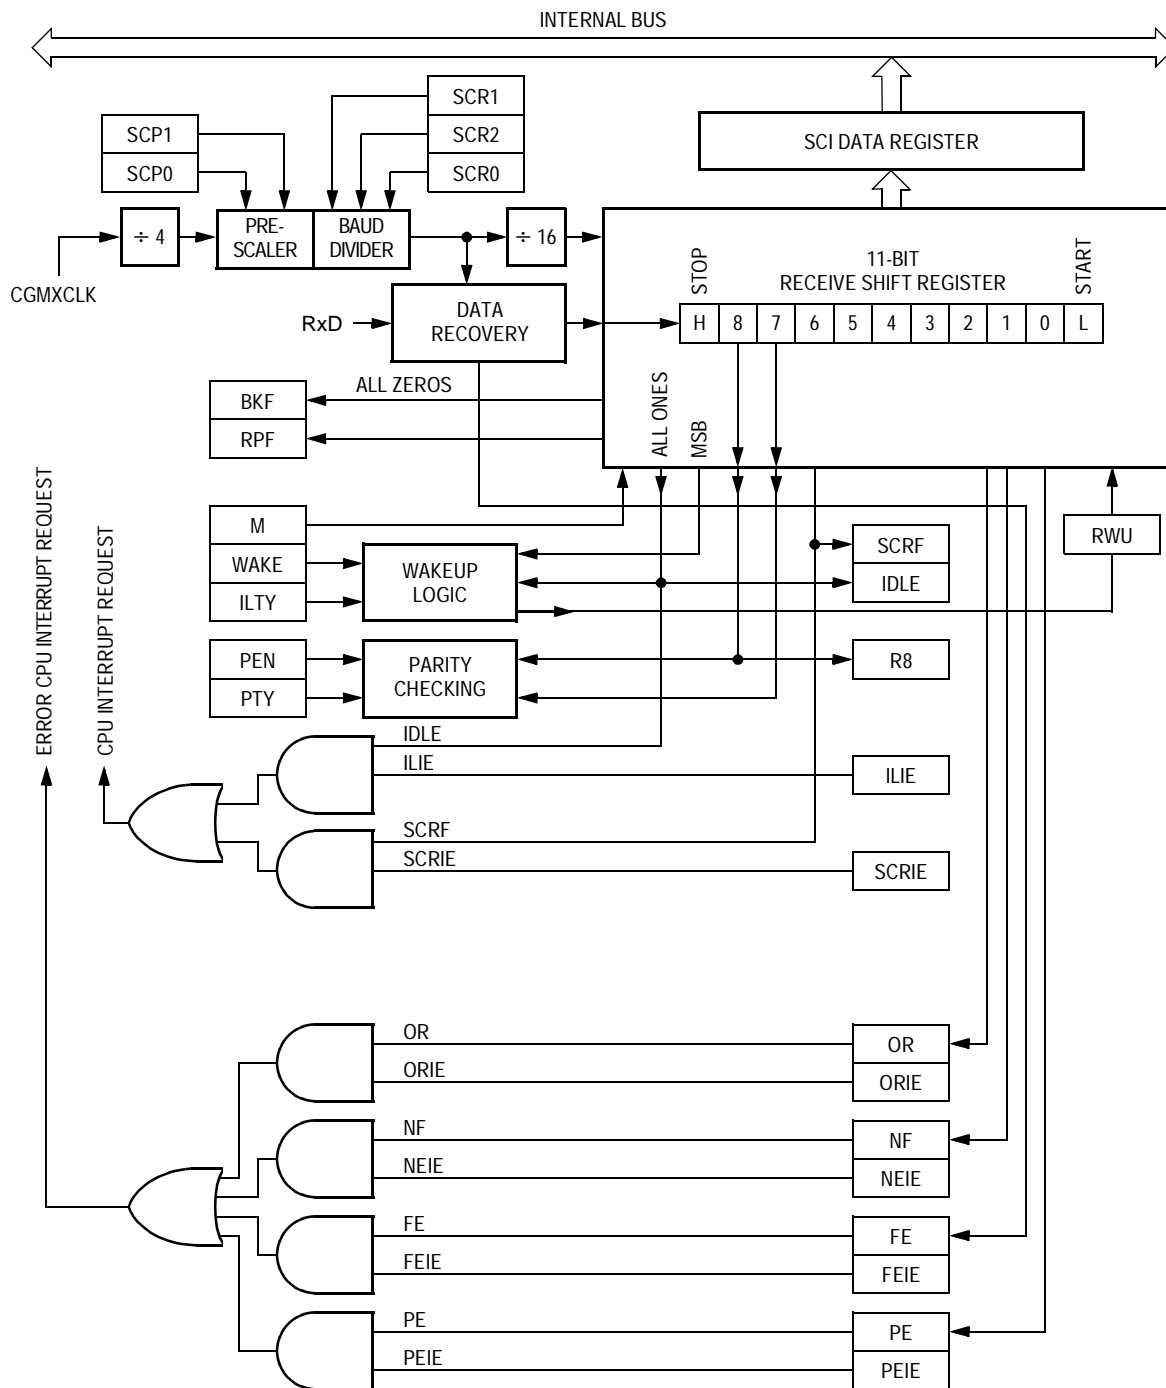 INTERNAL BUS
SCR1
SCR2
SCR0
SCP1
SCP0
SCI DATA REGISTER
÷ 4
PRE-
SCALER
BAUD
DIVIDER
÷ 16
CGMXCLK
STOP
11-BIT
RECEIVE SHIFT REGISTER
START
RxD
DATA
RECOVERY
H 8 7 6 5 4 3 2 1 0 L
ALL ZEROS
BKF
RPF
ALL ONES
MSB
ERROR CPU INTERRUPT REQUEST
CPU INTERRUPT REQUEST
M
WAKE
ILTY
WAKEUP
LOGIC
SCRF
IDLE
RWU
PEN
PTY
PARITY
CHECKING
R8
IDLE
ILIE
ILIE
SCRF
SCRIE
SCRIE
OR
OR
ORIE
ORIE
NF
NF
NEIE
NEIE
FE
FE
FEIE
FEIE
PE
PE
PEIE
PEIE